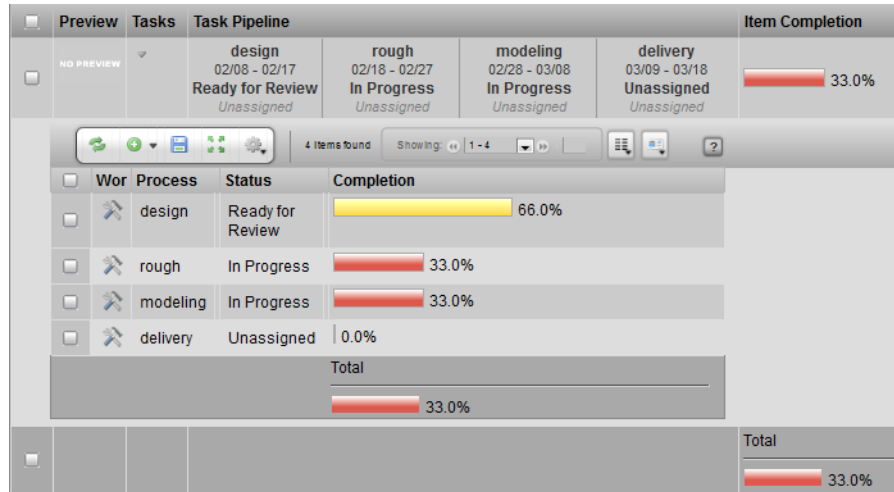 Preview Tasks Task Pipeline Item Completion
NO PREVIEW
design rough modeling delivery
02/08 - 02/17 02/18 - 02/27 02/28 - 03/08 03/09 - 03/18
Ready for Review In Progress In Progress Unassigned
Unassigned Unassigned Unassigned Unassigned
33.0%
4 items found Showing: 1 - 4 ?
Wor Process Status Completion
design Ready for Review 66.0%
rough In Progress 33.0%
modeling In Progress 33.0%
delivery Unassigned 0.0%
Total
33.0%
Total
33.0%